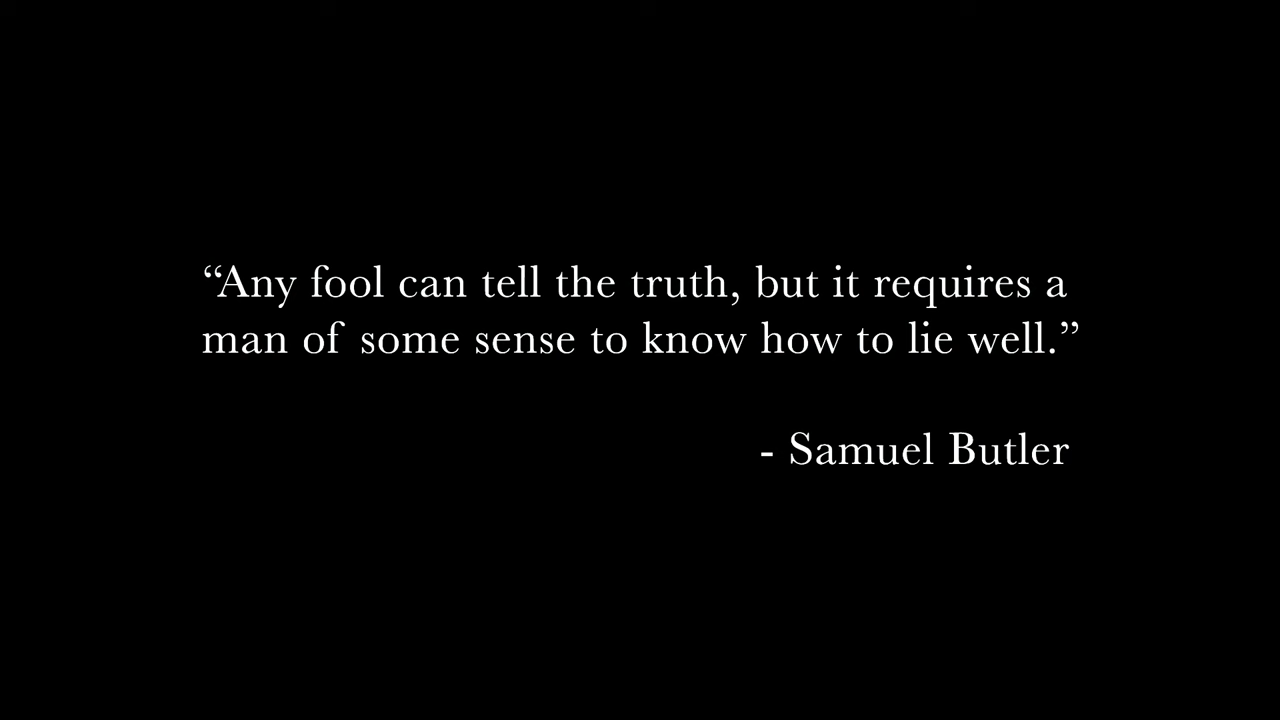 “Any fool can tell the truth, but it requires a
man of some sense to know how to lie well.”
- Samuel Butler